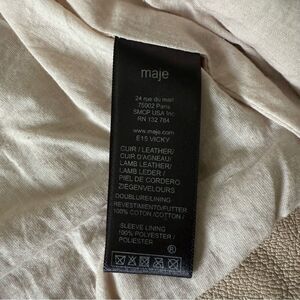 maje
24 rue du mail
75002 Paris
SMCP USA Inc
RN 132 784
www.maje.com
E15 VICKY
CUIR / LEATHER/
CUIR D'AGNEAU/
LAMB LEATHER/
LAMB LEDER /
PIEL DE CORDERO
ZIEGENVELOURS
DOUBLURE/LINING
REVESTIMIENTO/FUTTER
100% COTON /COTTON /
SLEEVE LINING
100% POLYESTER /
POLIESTER
®